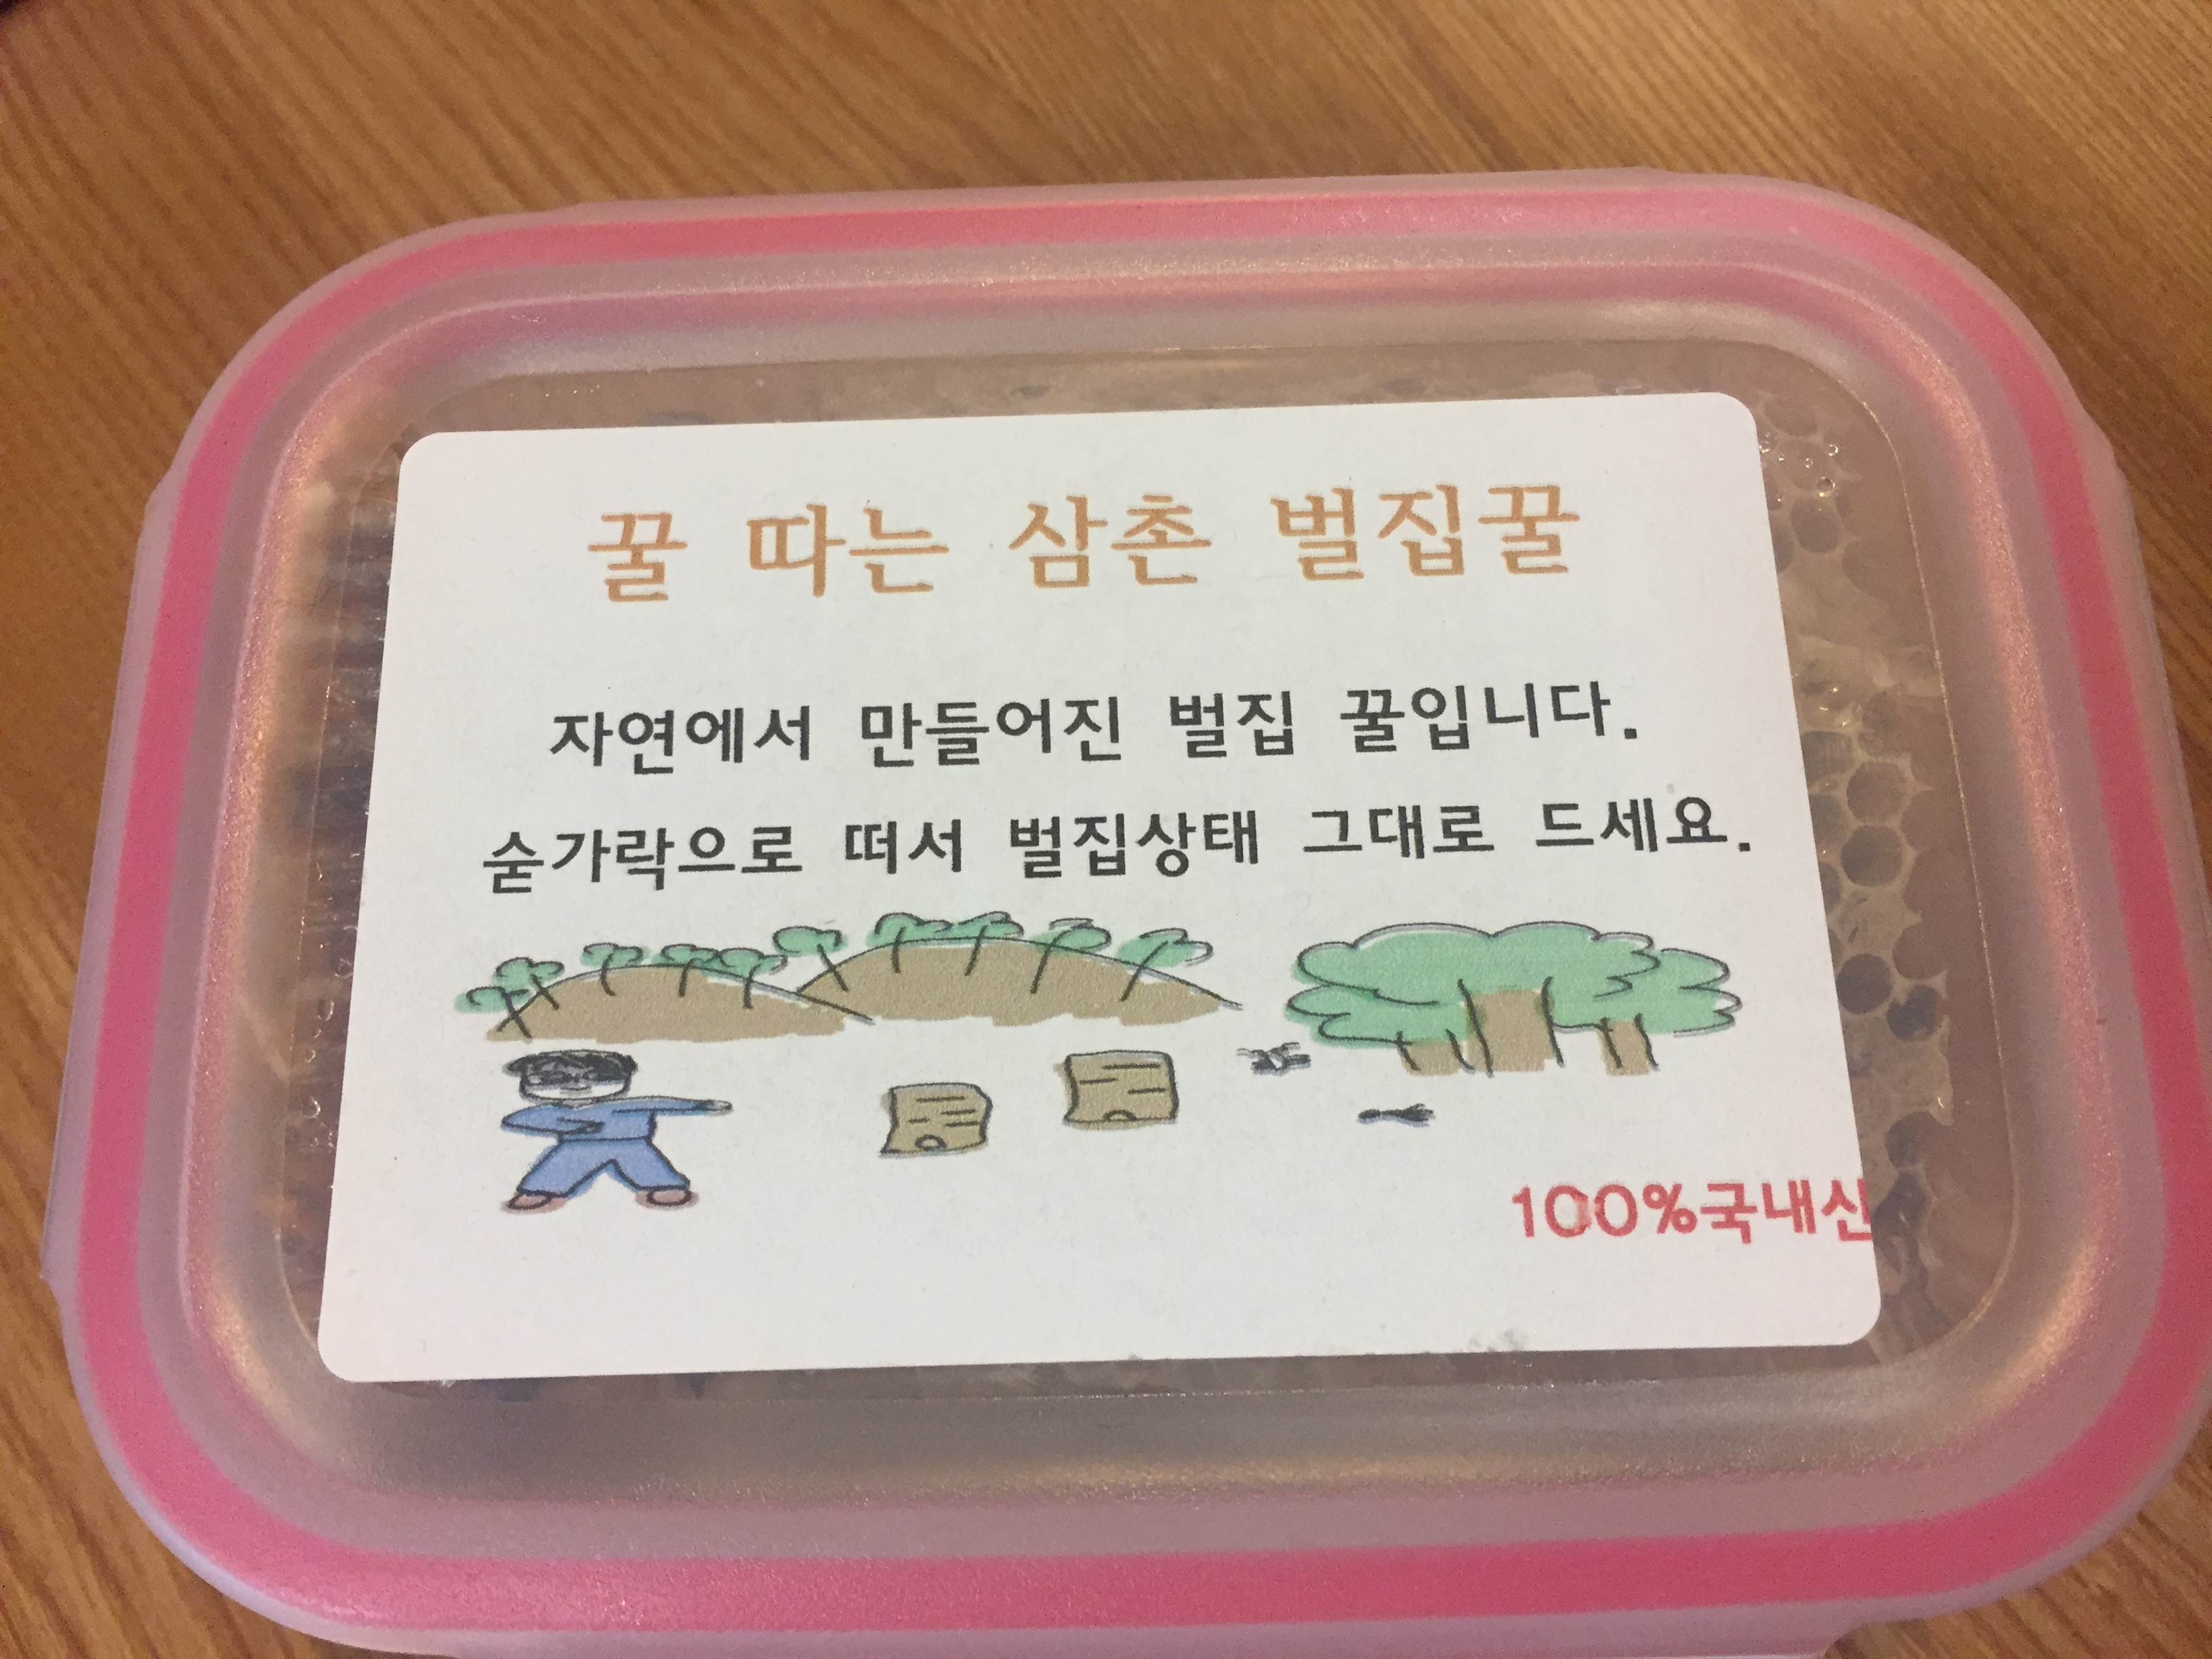 꿀 따는 삼촌 벌집꿀
자연에서 만들어진 벌집 꿀입니다.
숟가락으로 떠서 벌집상태 그대로 드세요.
100%국내산